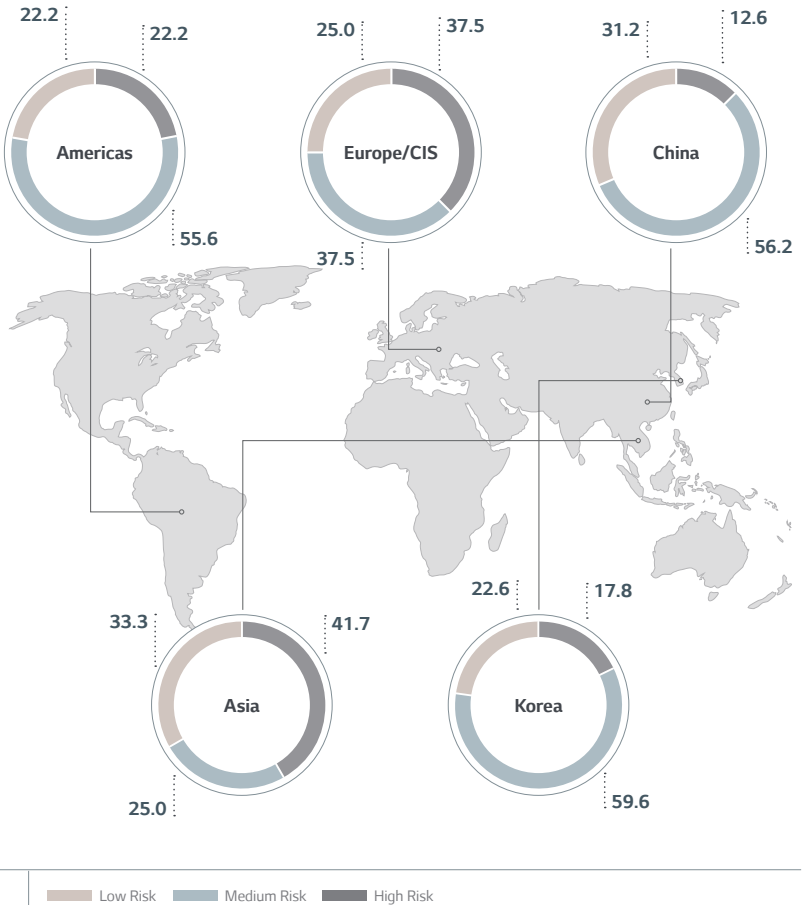 22.2
22.2
Americas
55.6
25.0
37.5
Europe/CIS
37.5
31.2
12.6
China
56.2
33.3
41.7
Asia
25.0
22.6
17.8
Korea
59.6
Low Risk Medium Risk High Risk